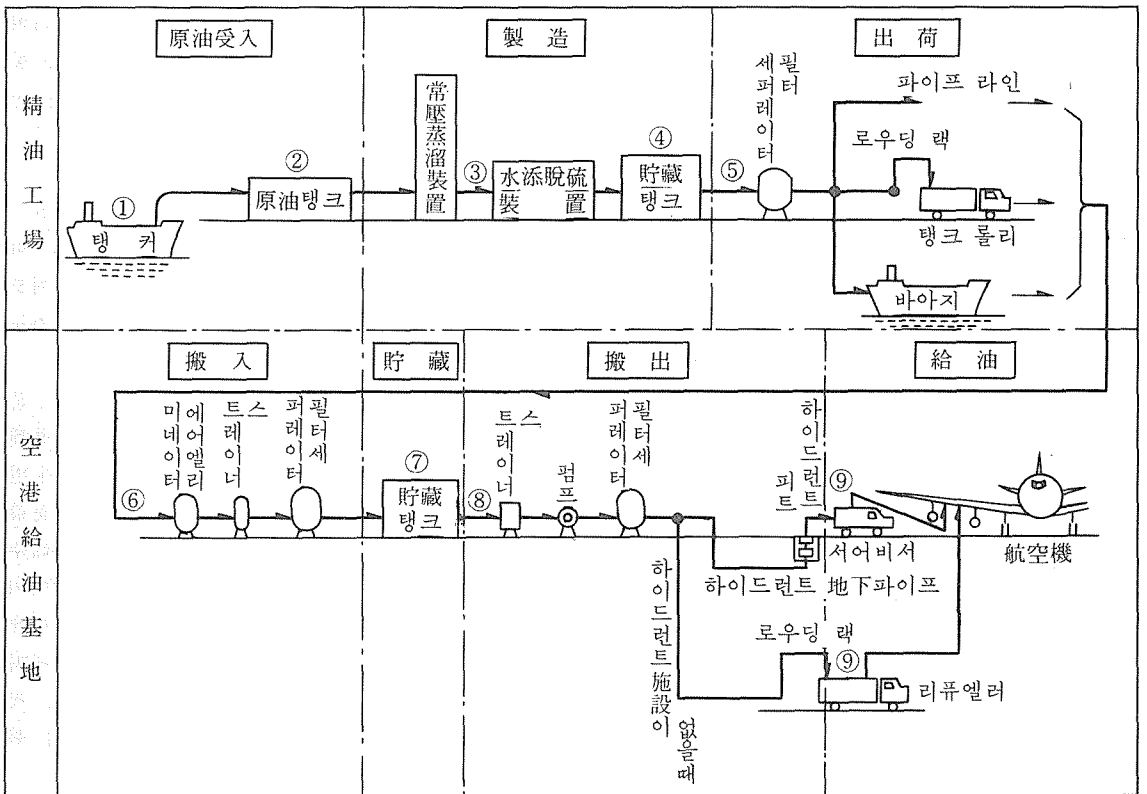 精油工場
原油受入
製造
出荷
①
탱커
②
原油탱크
常壓蒸溜裝置
③
水添脫硫
裝置
④
貯藏
탱크
⑤
필터
세퍼레이터
파이프 라인
로우딩 랙
탱크 롤리
바아지
空港給油基地
搬入
貯藏
搬出
給油
⑥
에어엘리
미네이터
스
트레이너
필터세
퍼레이터
⑦
貯藏
탱크
⑧
스
트레이너
펌프
필터세
퍼레이터
하이드런트
피트
⑨
서어비서
航空機
하이드런트 地下파이프
하이드런트施設이
없을때
로우딩 랙
⑨
리퓨엘러